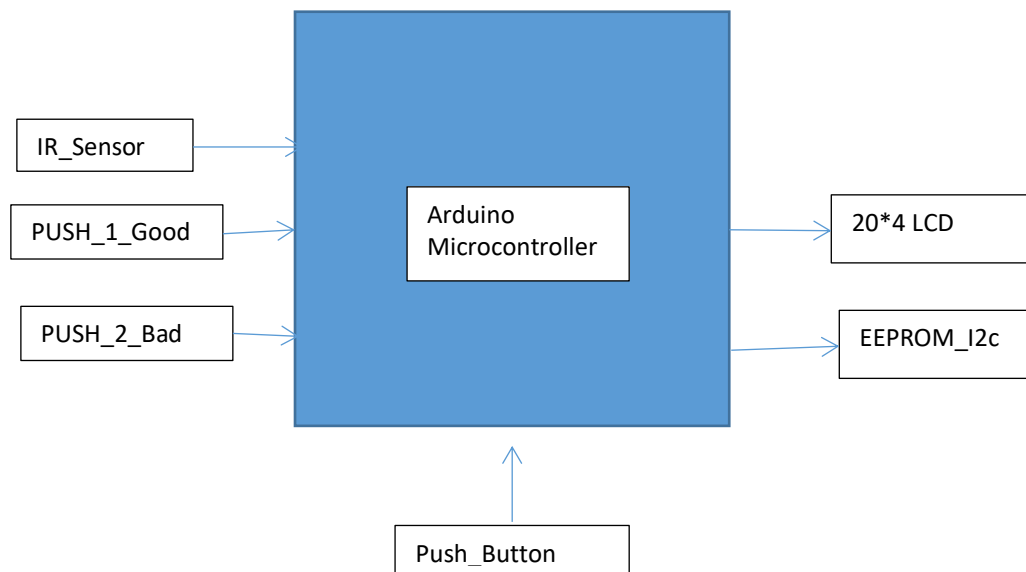 IR_Sensor
PUSH_1_Good
PUSH_2_Bad
Arduino
Microcontroller
20*4 LCD
EEPROM_I2c
Push_Button